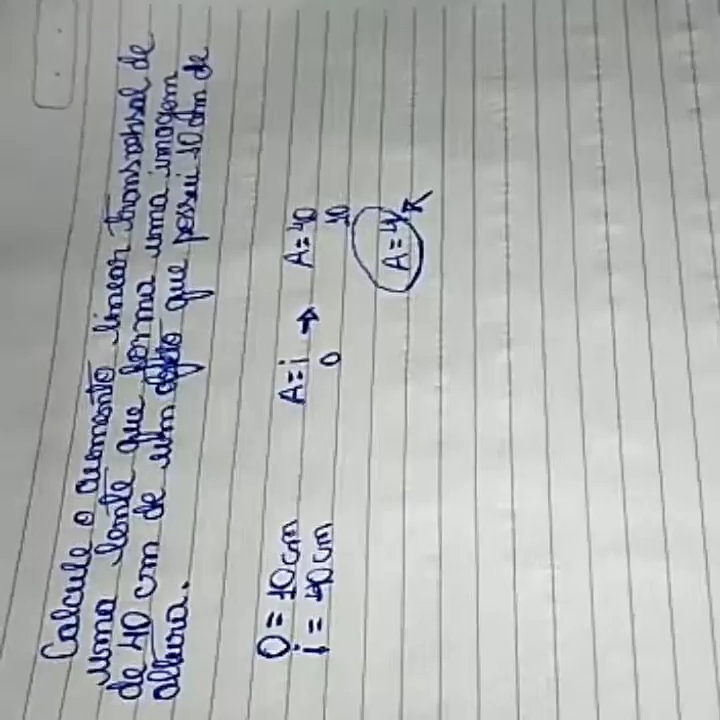 Calcule o aumento linear transversal de
uma lente que forma uma imagem
de 40 cm de um objeto que possui 10 cm de
altura.
O = 10 cm
i = 40 cm
A = i → A = 40
O 10
A = 4